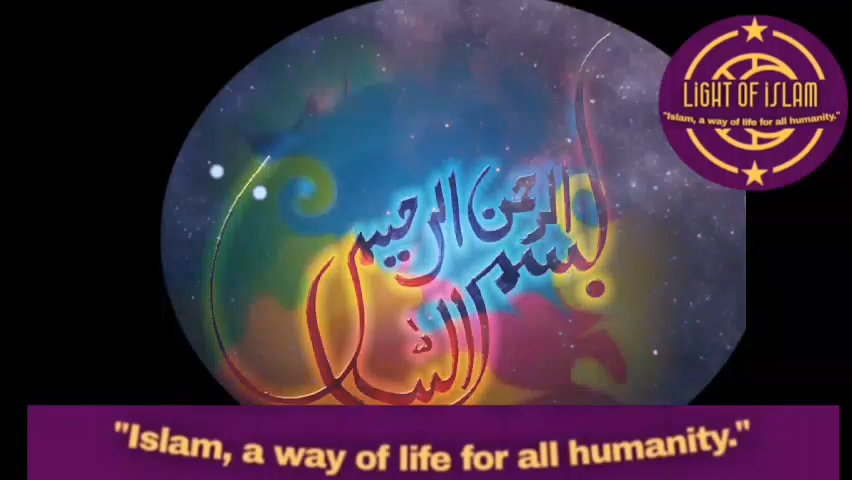 LiGHT OF iSLAM
"Islam, a way of life for all humanity."
بسم
الله
الرحمن الرحيم
"Islam, a way of life for all humanity."